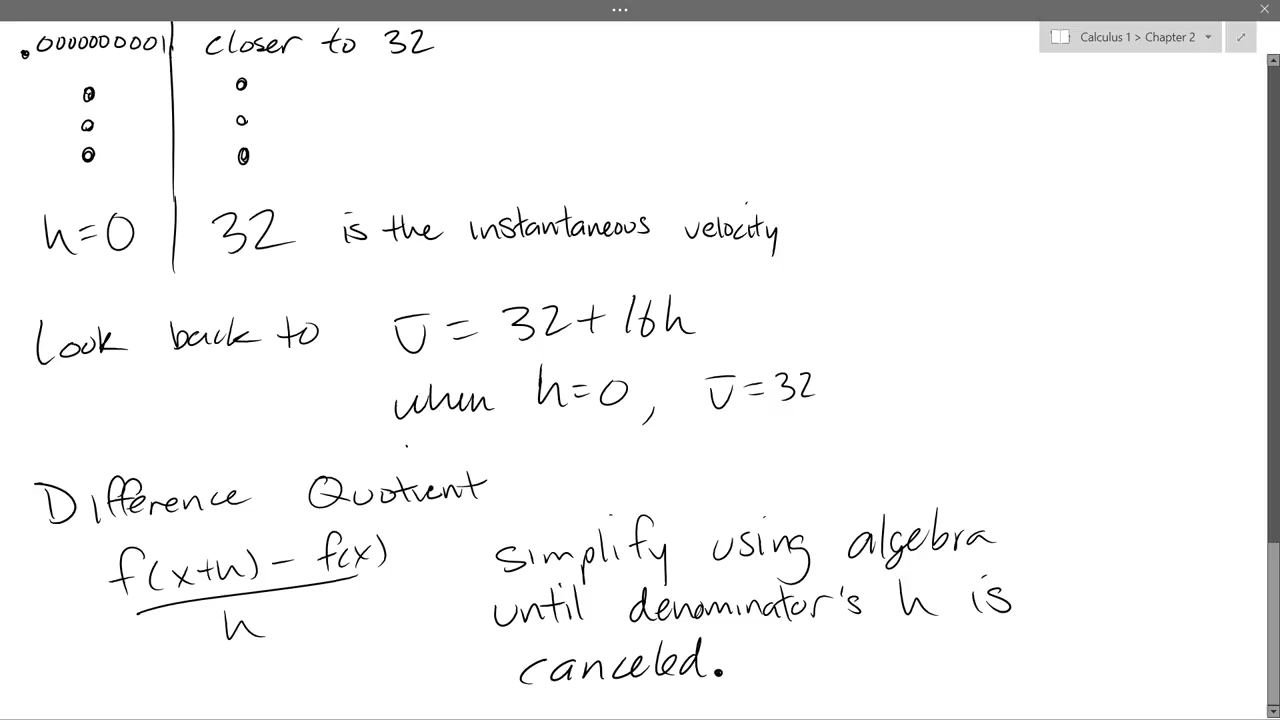 ...
Calculus 1 > Chapter 2
.0000000001 closer to 32
h=0 32 is the instantaneous velocity
Look back to v̅ = 32 + 16h
when h=0, v̅ = 32
Difference Quotient
f(x+h) - f(x)
h
simplify using algebra
until denominator's h is
canceled.